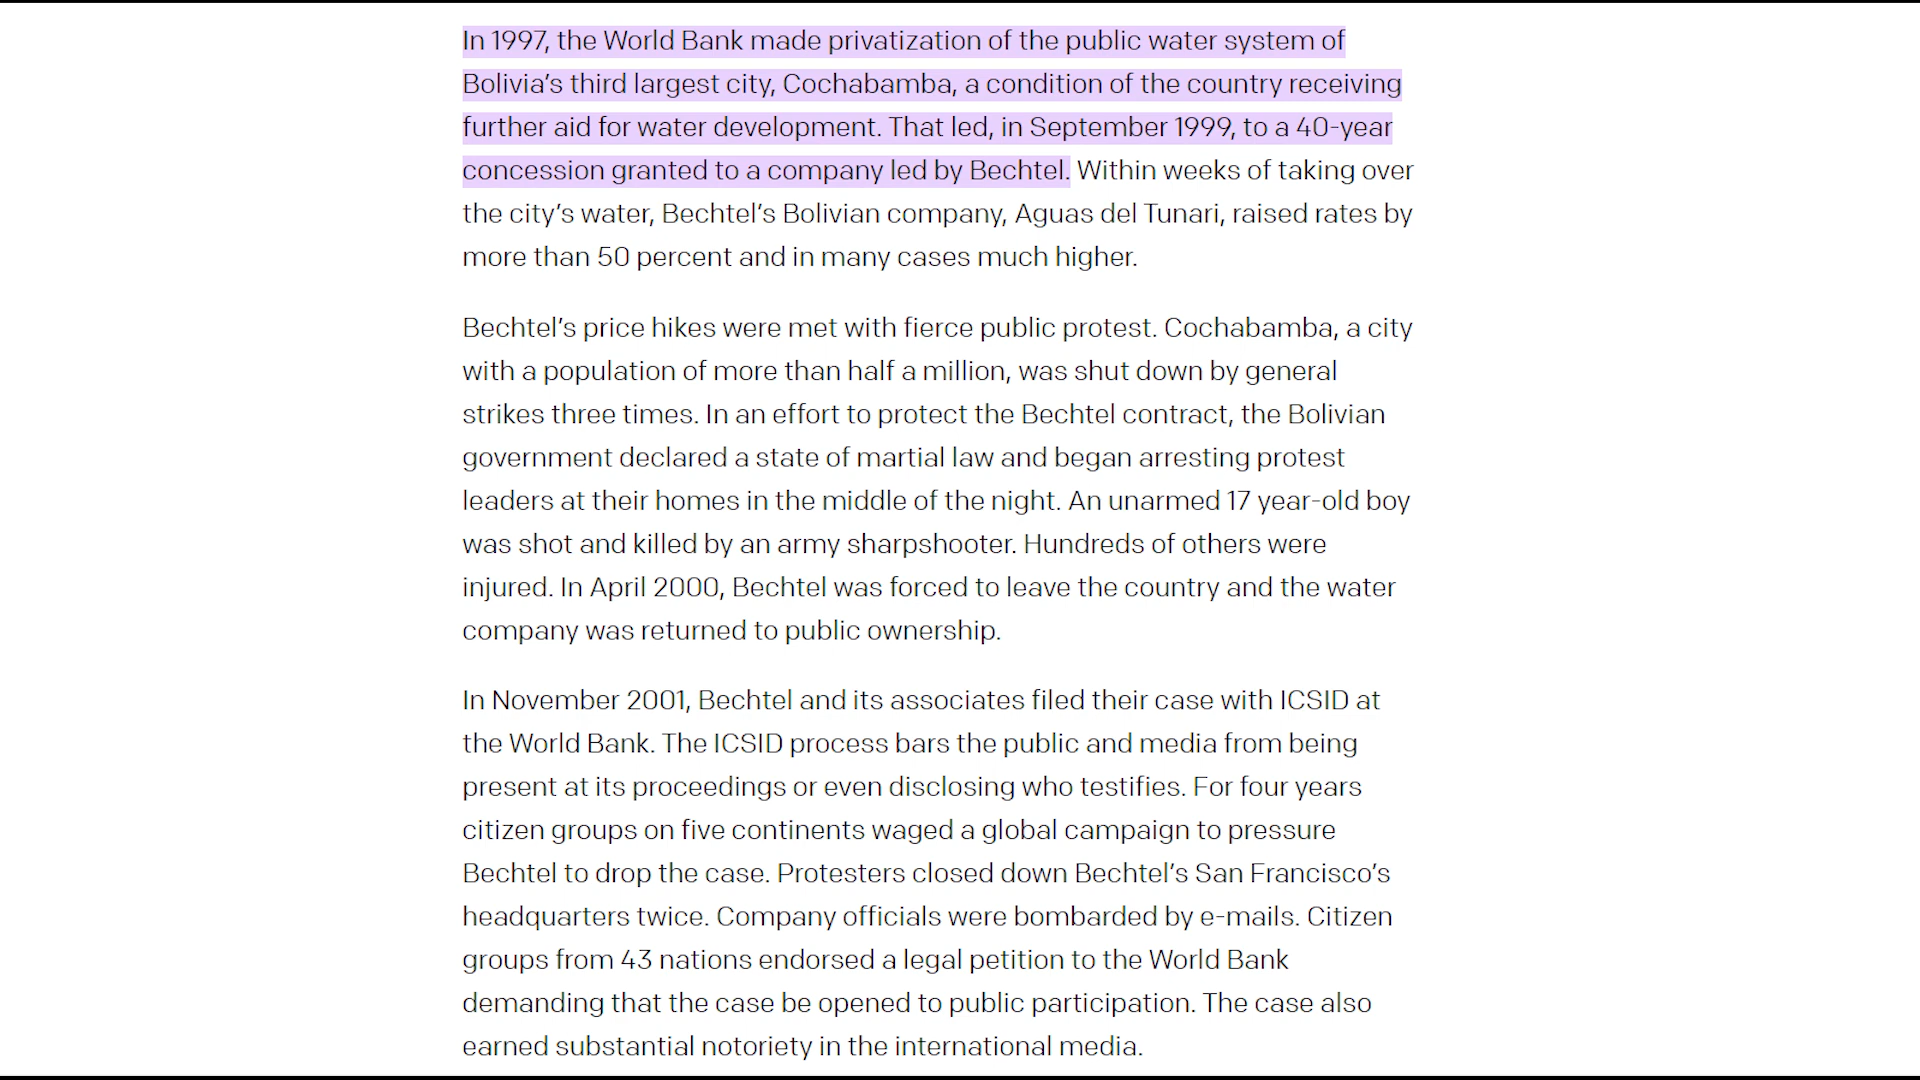 In 1997, the World Bank made privatization of the public water system of
Bolivia’s third largest city, Cochabamba, a condition of the country receiving
further aid for water development. That led, in September 1999, to a 40-year
concession granted to a company led by Bechtel. Within weeks of taking over
the city’s water, Bechtel’s Bolivian company, Aguas del Tunari, raised rates by
more than 50 percent and in many cases much higher.
Bechtel’s price hikes were met with fierce public protest. Cochabamba, a city
with a population of more than half a million, was shut down by general
strikes three times. In an effort to protect the Bechtel contract, the Bolivian
government declared a state of martial law and began arresting protest
leaders at their homes in the middle of the night. An unarmed 17 year-old boy
was shot and killed by an army sharpshooter. Hundreds of others were
injured. In April 2000, Bechtel was forced to leave the country and the water
company was returned to public ownership.
In November 2001, Bechtel and its associates filed their case with ICSID at
the World Bank. The ICSID process bars the public and media from being
present at its proceedings or even disclosing who testifies. For four years
citizen groups on five continents waged a global campaign to pressure
Bechtel to drop the case. Protesters closed down Bechtel’s San Francisco’s
headquarters twice. Company officials were bombarded by e-mails. Citizen
groups from 43 nations endorsed a legal petition to the World Bank
demanding that the case be opened to public participation. The case also
earned substantial notoriety in the international media.